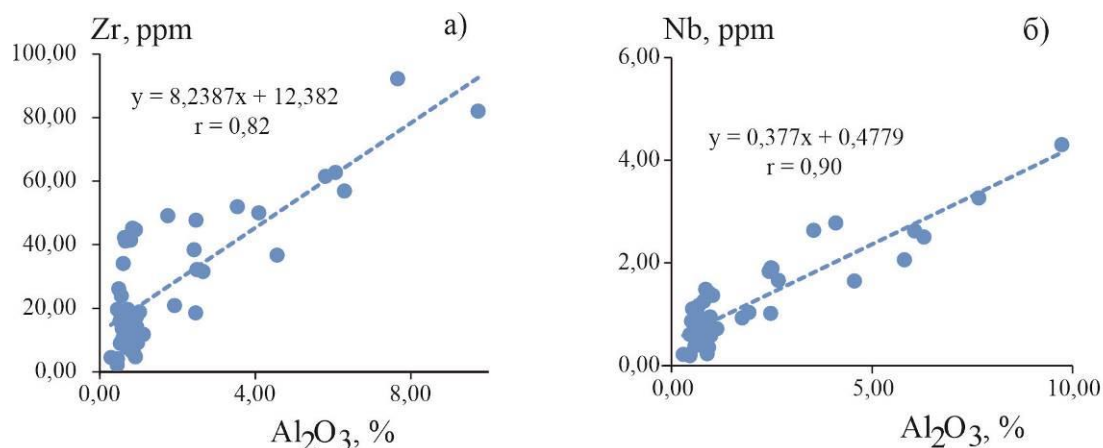 Zr, ppm
а)
100,00
80,00
60,00
40,00
20,00
0,00
y = 8,2387x + 12,382
r = 0,82
0,00
4,00
8,00
Al₂O₃, %
Nb, ppm
б)
6,00
4,00
2,00
0,00
y = 0,377x + 0,4779
r = 0,90
0,00
5,00
10,00
Al₂O₃, %